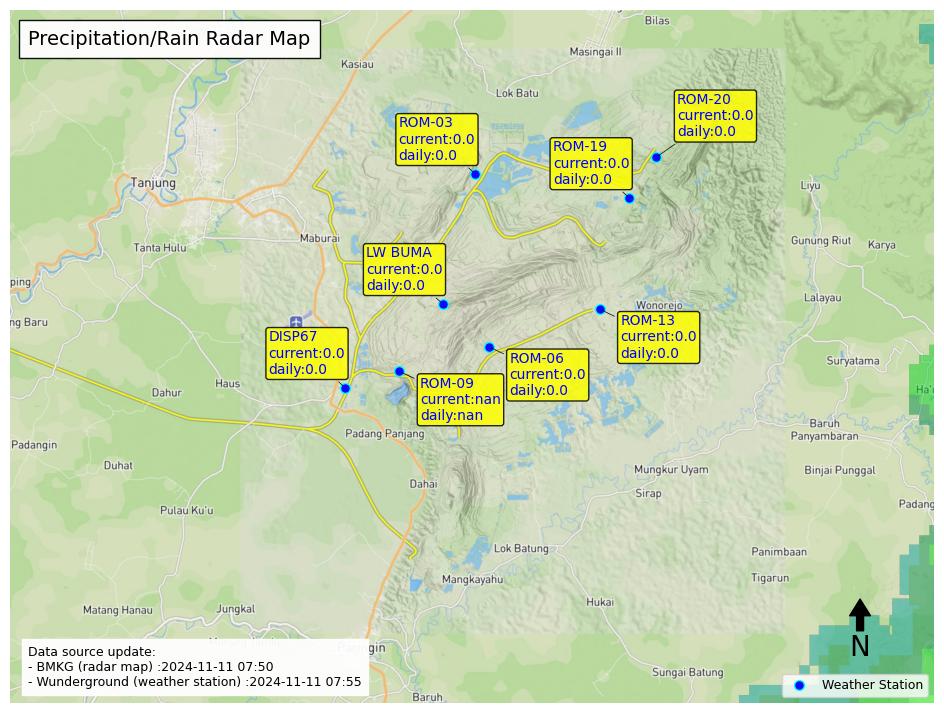 Precipitation/Rain Radar Map
Bilas
Masingai II
Kasiau
Lok Batu
ROM-20
current:0.0
daily:0.0
ROM-03
current:0.0
daily:0.0
ROM-19
current:0.0
daily:0.0
Tanjung
Liyu
Maburai
Tanta Hulu
Gunung Riut
Karya
LW BUMA
current:0.0
daily:0.0
ping
Lalayau
Wonorejo
ng Baru
ROM-13
current:0.0
daily:0.0
DISP67
current:0.0
daily:0.0
ROM-06
current:0.0
daily:0.0
Suryatama
Haus
Dahur
ROM-09
current:nan
daily:nan
Ha'
Baruh
Panyambaran
Padang Panjang
Padangin
Duhat
Mungkur Uyam
Binjai Punggal
Dahai
Sirap
Padang
Pulau Ku'u
Lok Batung
Panimbaan
Mangkayahu
Tigarun
Matang Hanau
Jungkal
Hukai
N
Data source update:
- BMKG (radar map) :2024-11-11 07:50
- Wunderground (weather station) :2024-11-11 07:55
Sungai Batung
Weather Station
Baruh